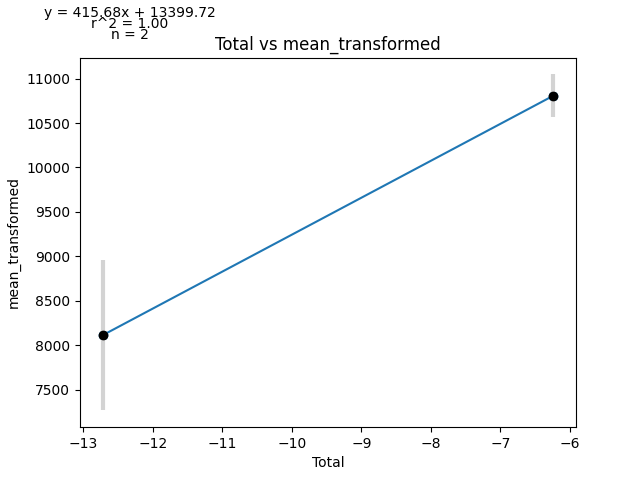 y = 415.68x + 13399.72
r^2 = 1.00
n = 2
Total vs mean_transformed
11000
10500
10000
9500
9000
8500
8000
7500
mean_transformed
−13
−12
−11
−10
−9
−8
−7
−6
Total